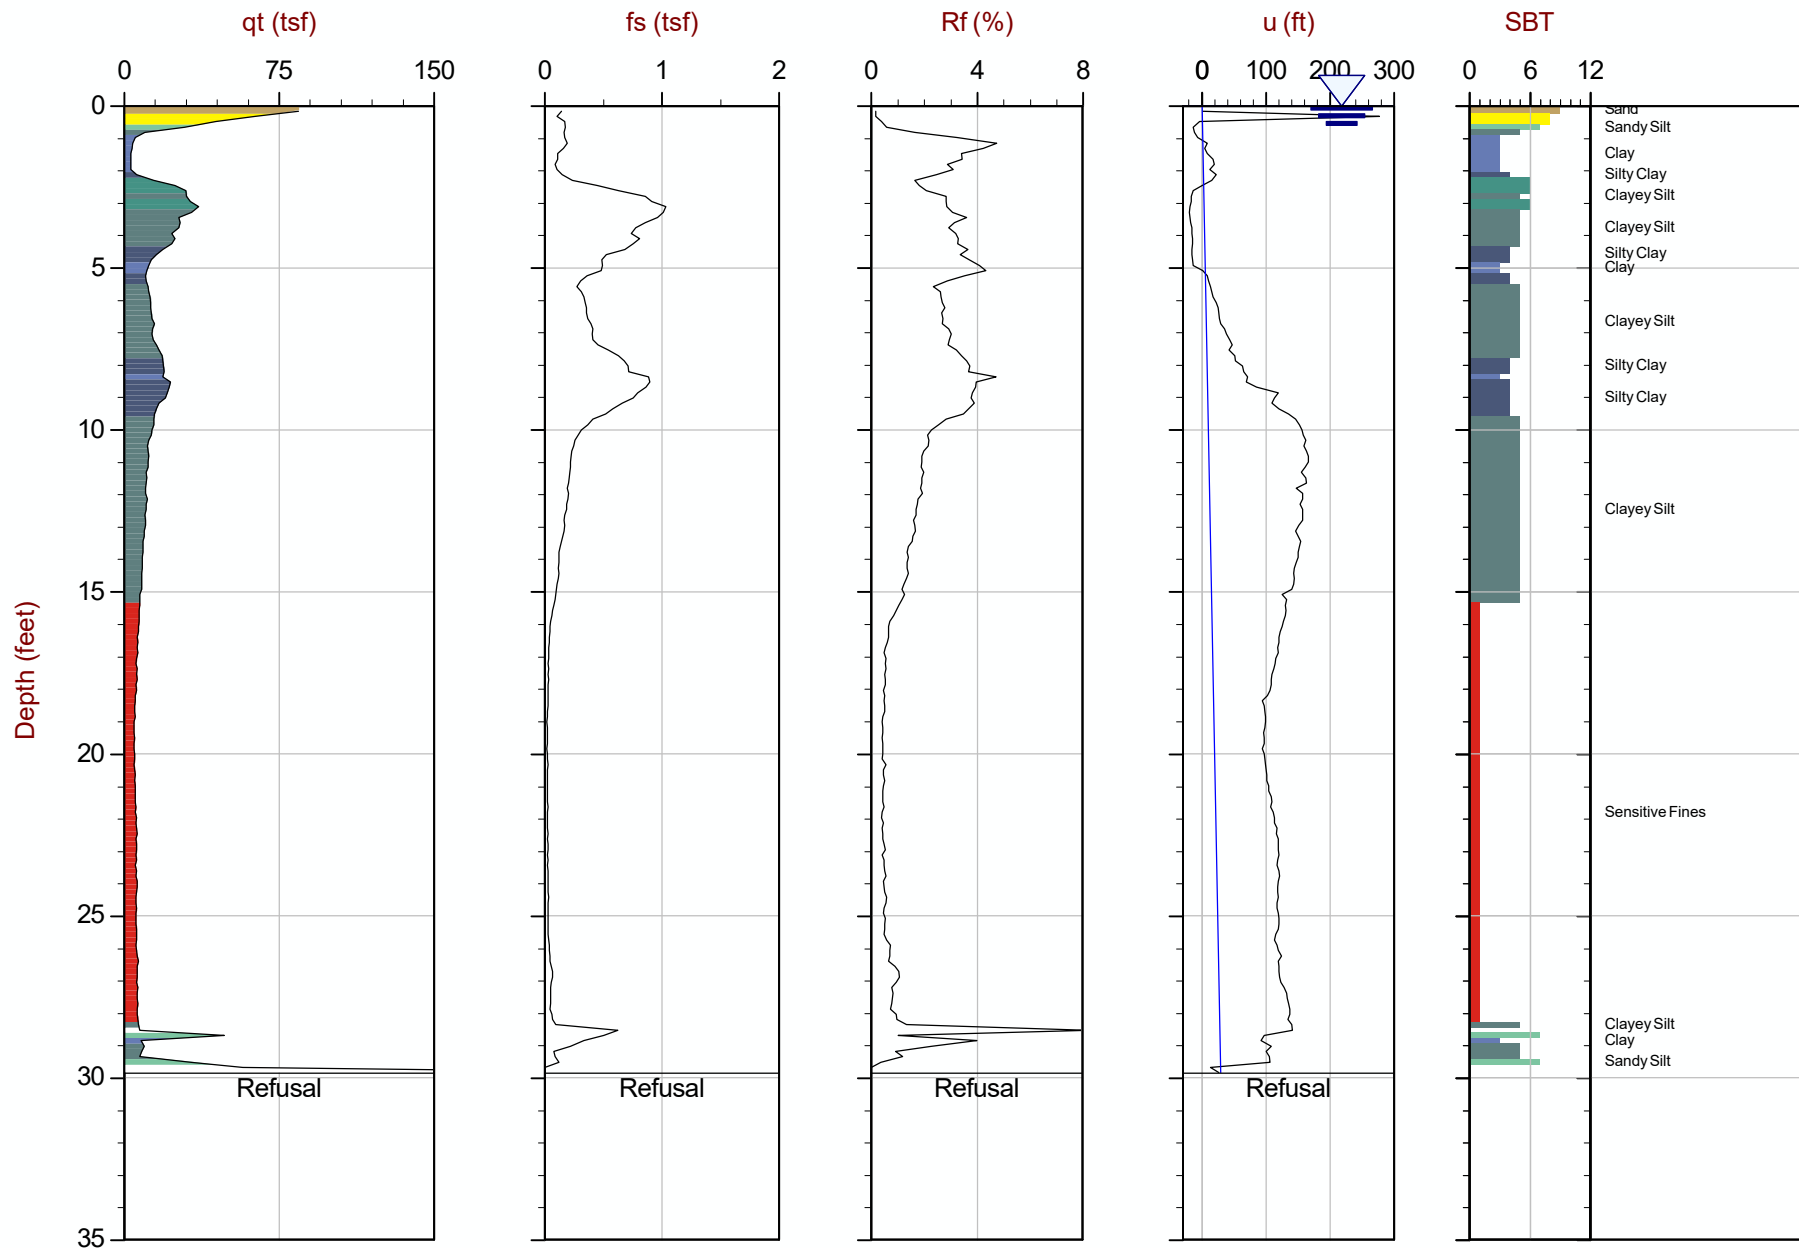 qt (tsf) fs (tsf) Rf (%) u (ft) SBT
0 75 150 0 1 2 0 4 8 0 100 200 300 0 6 12
0
5
10
15
20
25
30
35
Depth (feet)
Sand
Sandy Silt
Clay
Silty Clay
Clayey Silt
Clayey Silt
Silty Clay
Clay
Clayey Silt
Silty Clay
Silty Clay
Clayey Silt
Sensitive Fines
Clayey Silt
Clay
Sandy Silt
Refusal Refusal Refusal Refusal